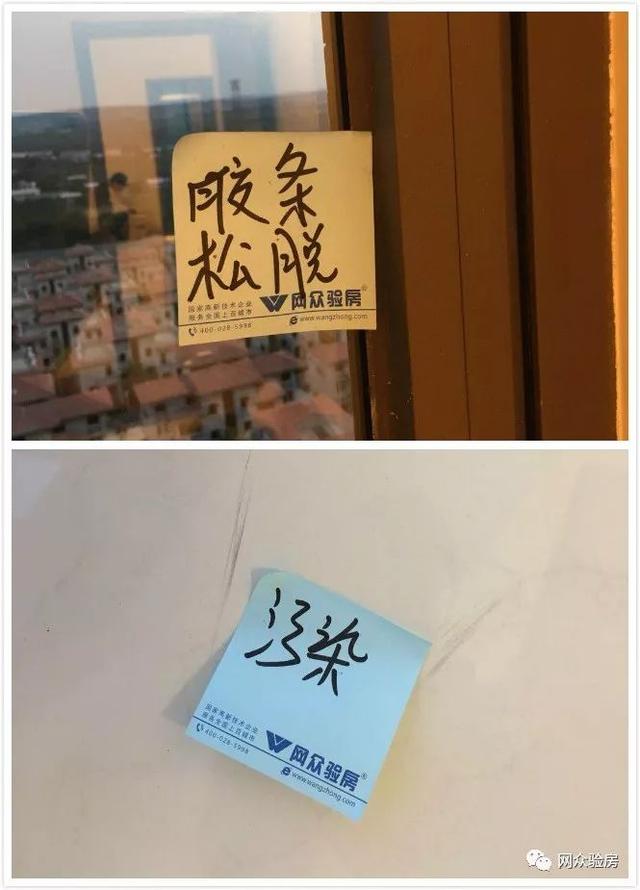 胶条
松脱
国家高新技术企业
服务全国上百城市
网众验房®
400-028-5998
www.wangzhong.com
污染
国家高新技术企业
服务全国上百城市
网众验房®
400-028-5998
www.wangzhong.com
网众验房